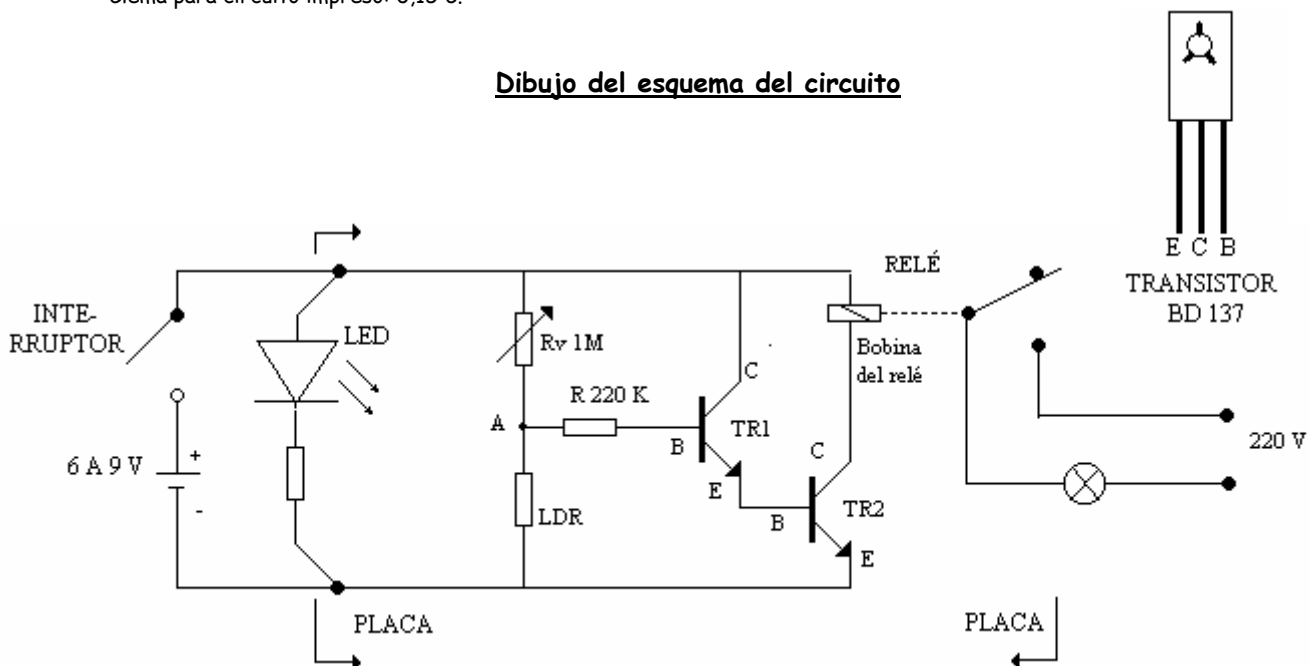 Dibujo del esquema del circuito
E C B
TRANSISTOR
BD 137
RELÉ
INTE-
RRUPTOR
LED
Rv 1M
Bobina
del relé
C
R 220 K
A
B
TR1
E
C
6 A 9 V
+
-
LDR
B
TR2
E
220 V
PLACA
PLACA